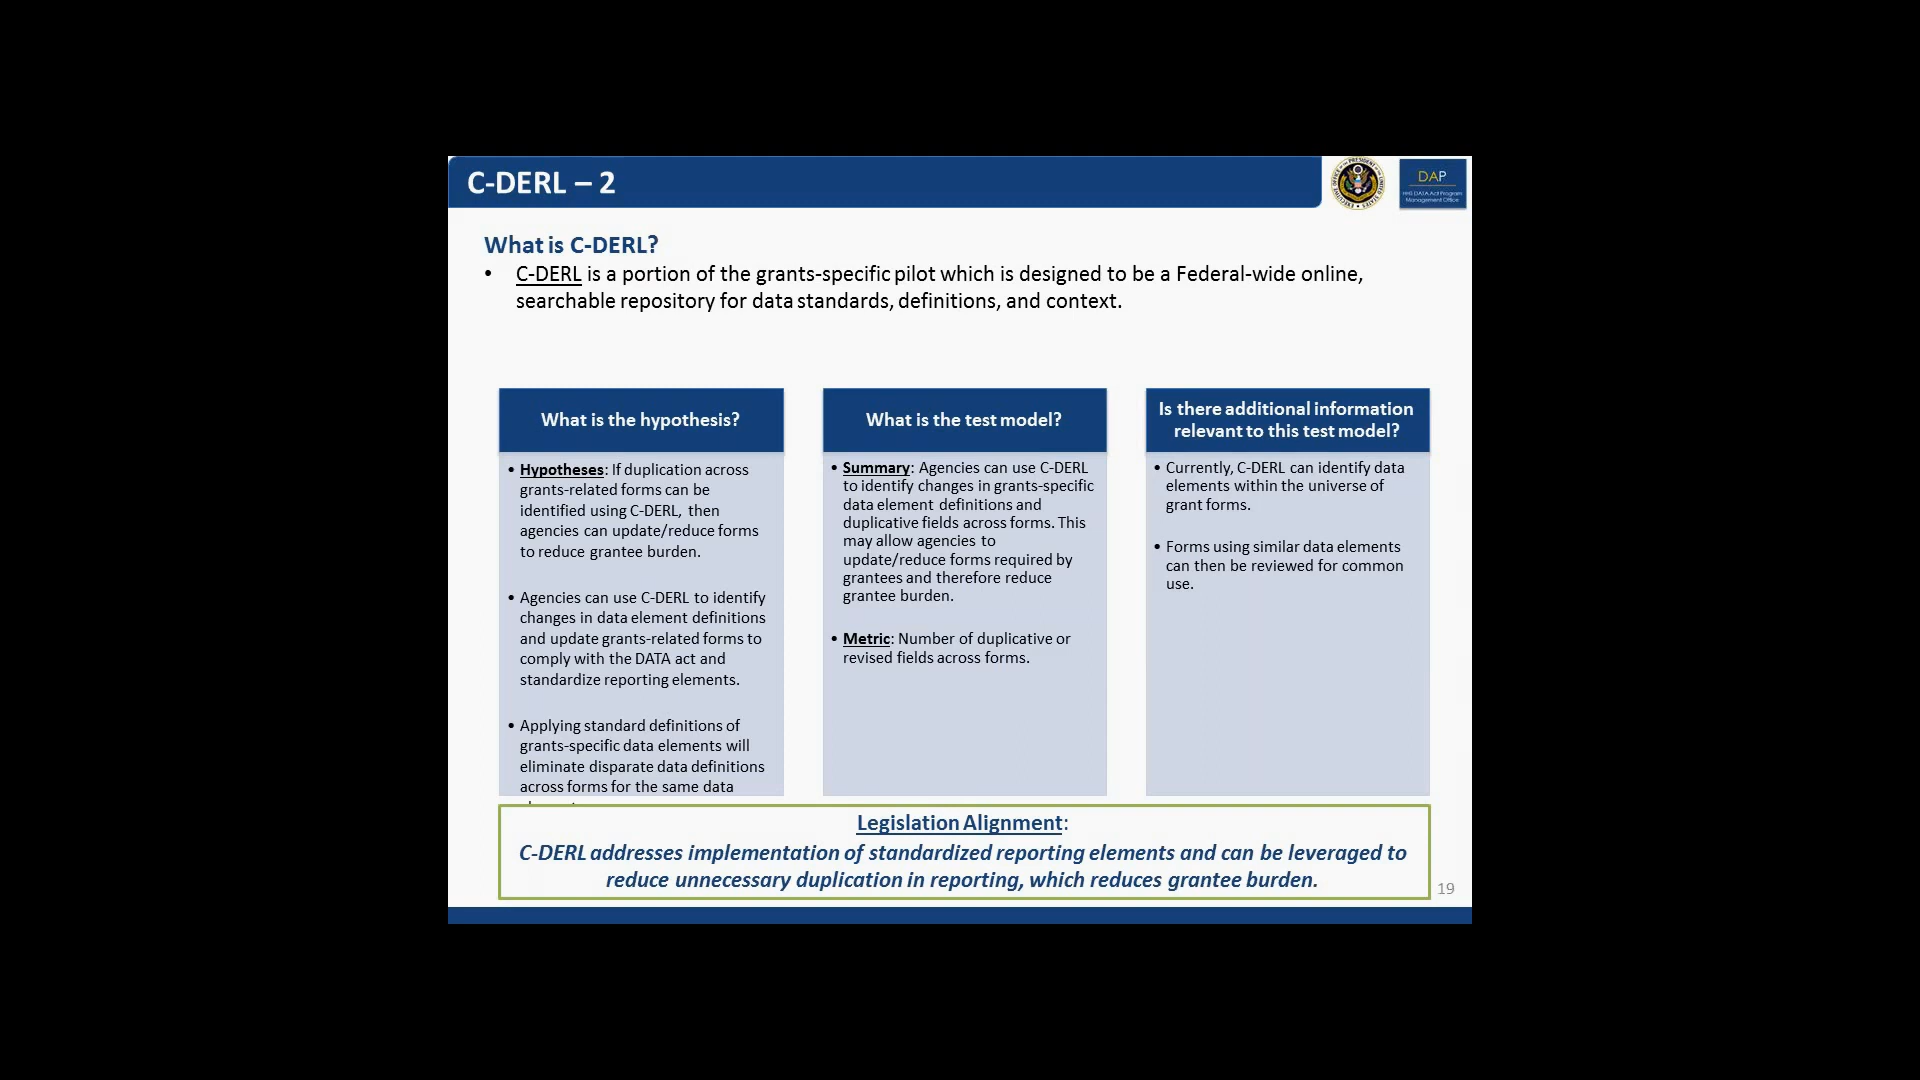 C-DERL – 2
DAP
HHS DATA Act Program
Management Office
What is C-DERL?
• C-DERL is a portion of the grants-specific pilot which is designed to be a Federal-wide online,
searchable repository for data standards, definitions, and context.
What is the hypothesis?
• Hypotheses: If duplication across
grants-related forms can be
identified using C-DERL, then
agencies can update/reduce forms
to reduce grantee burden.
• Agencies can use C-DERL to identify
changes in data element definitions
and update grants-related forms to
comply with the DATA act and
standardize reporting elements.
• Applying standard definitions of
grants-specific data elements will
eliminate disparate data definitions
across forms for the same data
What is the test model?
• Summary: Agencies can use C-DERL
to identify changes in grants-specific
data element definitions and
duplicative fields across forms. This
may allow agencies to
update/reduce forms required by
grantees and therefore reduce
grantee burden.
• Metric: Number of duplicative or
revised fields across forms.
Is there additional information
relevant to this test model?
• Currently, C-DERL can identify data
elements within the universe of
grant forms.
• Forms using similar data elements
can then be reviewed for common
use.
Legislation Alignment:
C-DERL addresses implementation of standardized reporting elements and can be leveraged to
reduce unnecessary duplication in reporting, which reduces grantee burden.
19